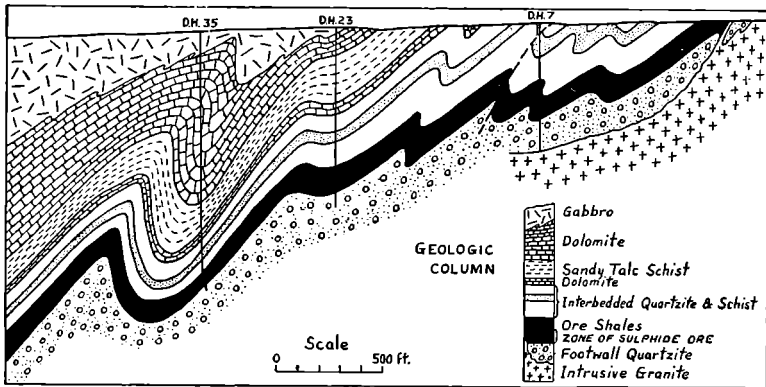 D.H. 35
D.H. 23
D.H. 7
GEOLOGIC
COLUMN
Gabbro
Dolomite
Sandy Talc Schist
Dolomite
Interbedded Quartzite & Schist
Ore Shales
ZONE OF SULPHIDE ORE
Footwall Quartzite
Intrusive Granite
Scale
0 500 ft.